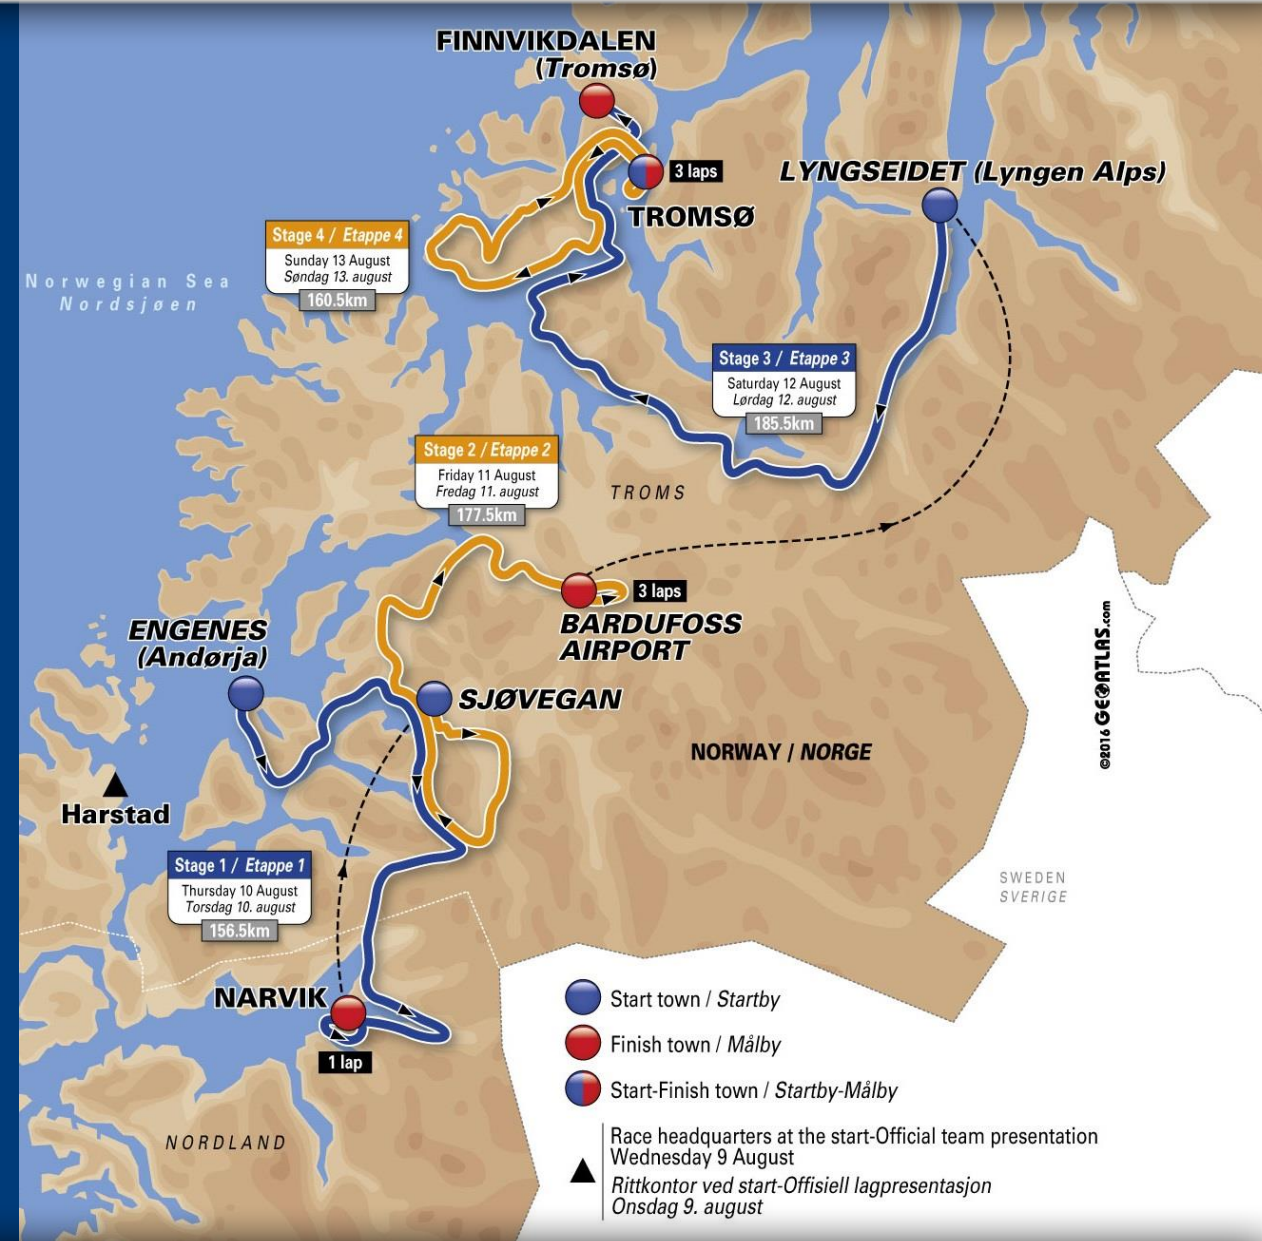 FINNVIKDALEN
(Tromsø)
3 laps
TROMSØ
LYNGSEIDET (Lyngen Alps)
Stage 4 / Etappe 4
Sunday 13 August
Søndag 13. august
160.5km
Norwegian Sea
Nordsjøen
Stage 3 / Etappe 3
Saturday 12 August
Lørdag 12. august
185.5km
Stage 2 / Etappe 2
Friday 11 August
Fredag 11. august
177.5km
TROMS
3 laps
BARDUFOSS
AIRPORT
ENGENES
(Andørja)
SJØVEGAN
©2016 GEOATLAS.com
NORWAY / NORGE
Harstad
Stage 1 / Etappe 1
Thursday 10 August
Torsdag 10. august
156.5km
SWEDEN
SVERIGE
NARVIK
1 lap
NORDLAND
Start town / Startby
Finish town / Målby
Start-Finish town / Startby-Målby
Race headquarters at the start-Official team presentation
Wednesday 9 August
Rittkontor ved start-Offisiell lagpresentasjon
Onsdag 9. august